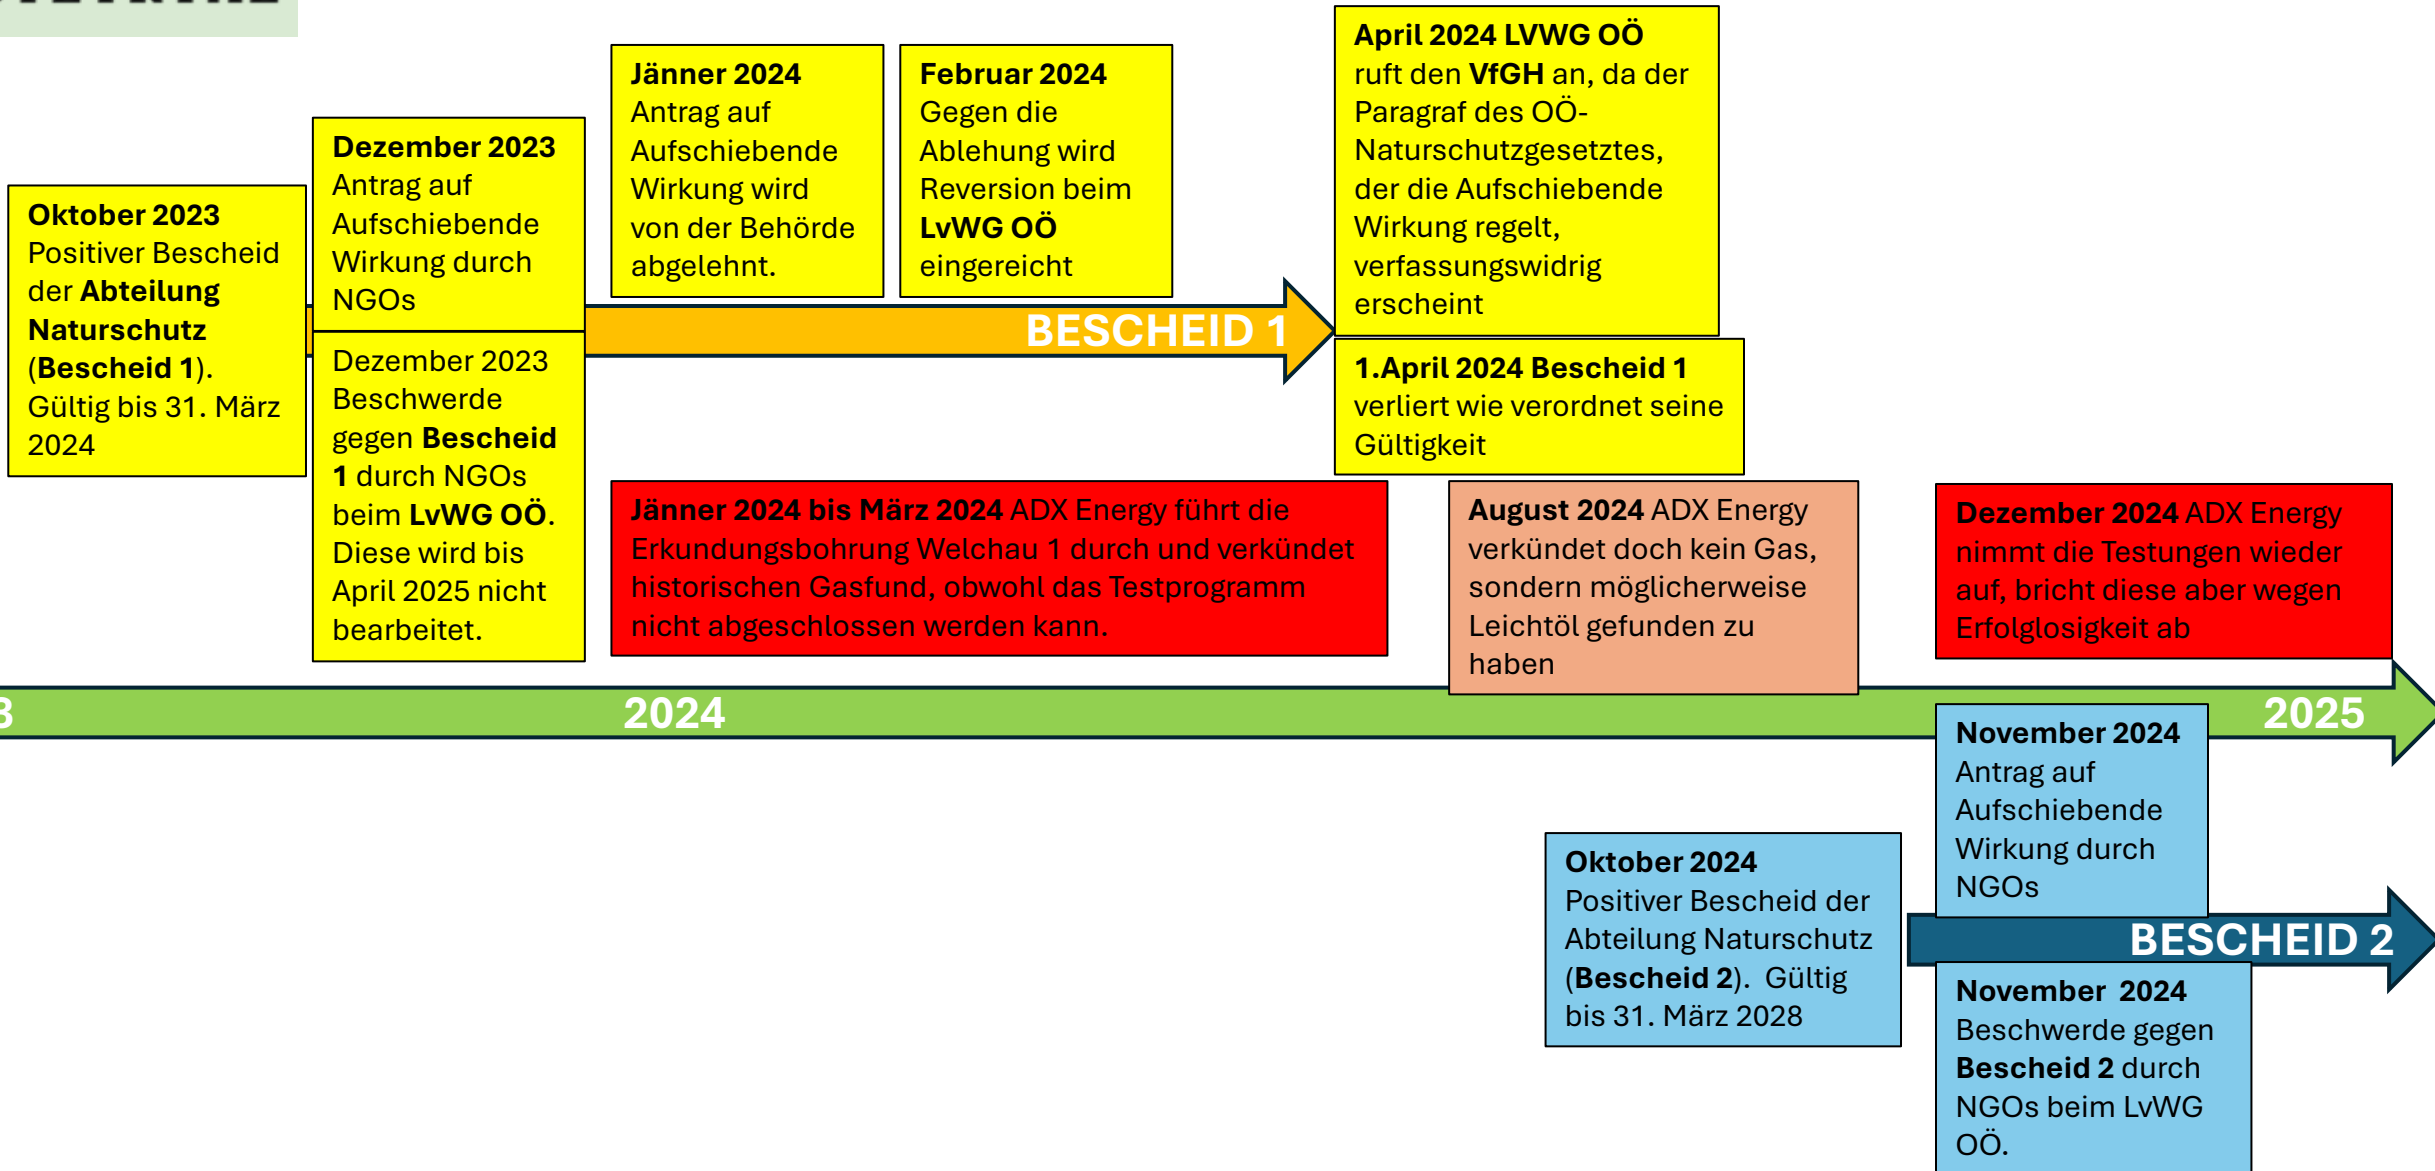 April 2024 LVWG OÖ
ruft den VfGH an, da der
Paragraf des OÖ-
Naturschutzgesetztes,
der die Aufschiebende
Wirkung regelt,
verfassungswidrig
erscheint
Jänner 2024
Antrag auf
Aufschiebende
Wirkung wird
von der Behörde
abgelehnt.
Februar 2024
Gegen die
Ablehung wird
Reversion beim
LvWG OÖ
eingereicht
Dezember 2023
Antrag auf
Aufschiebende
Wirkung durch
NGOs
Oktober 2023
Positiver Bescheid
der Abteilung
Naturschutz
(Bescheid 1).
Gültig bis 31. März
2024
BESCHEID 1
Dezember 2023
Beschwerde
gegen Bescheid
1 durch NGOs
beim LvWG OÖ.
Diese wird bis
April 2025 nicht
bearbeitet.
1.April 2024 Bescheid 1
verliert wie verordnet seine
Gültigkeit
Jänner 2024 bis März 2024 ADX Energy führt die
Erkundungsbohrung Welchau 1 durch und verkündet
historischen Gasfund, obwohl das Testprogramm
nicht abgeschlossen werden kann.
August 2024 ADX Energy
verkündet doch kein Gas,
sondern möglicherweise
Leichtöl gefunden zu
haben
Dezember 2024 ADX Energy
nimmt die Testungen wieder
auf, bricht diese aber wegen
Erfolglosigkeit ab
3
2024
2025
November 2024
Antrag auf
Aufschiebende
Wirkung durch
NGOs
Oktober 2024
Positiver Bescheid der
Abteilung Naturschutz
(Bescheid 2). Gültig
bis 31. März 2028
BESCHEID 2
November 2024
Beschwerde gegen
Bescheid 2 durch
NGOs beim LvWG
OÖ.